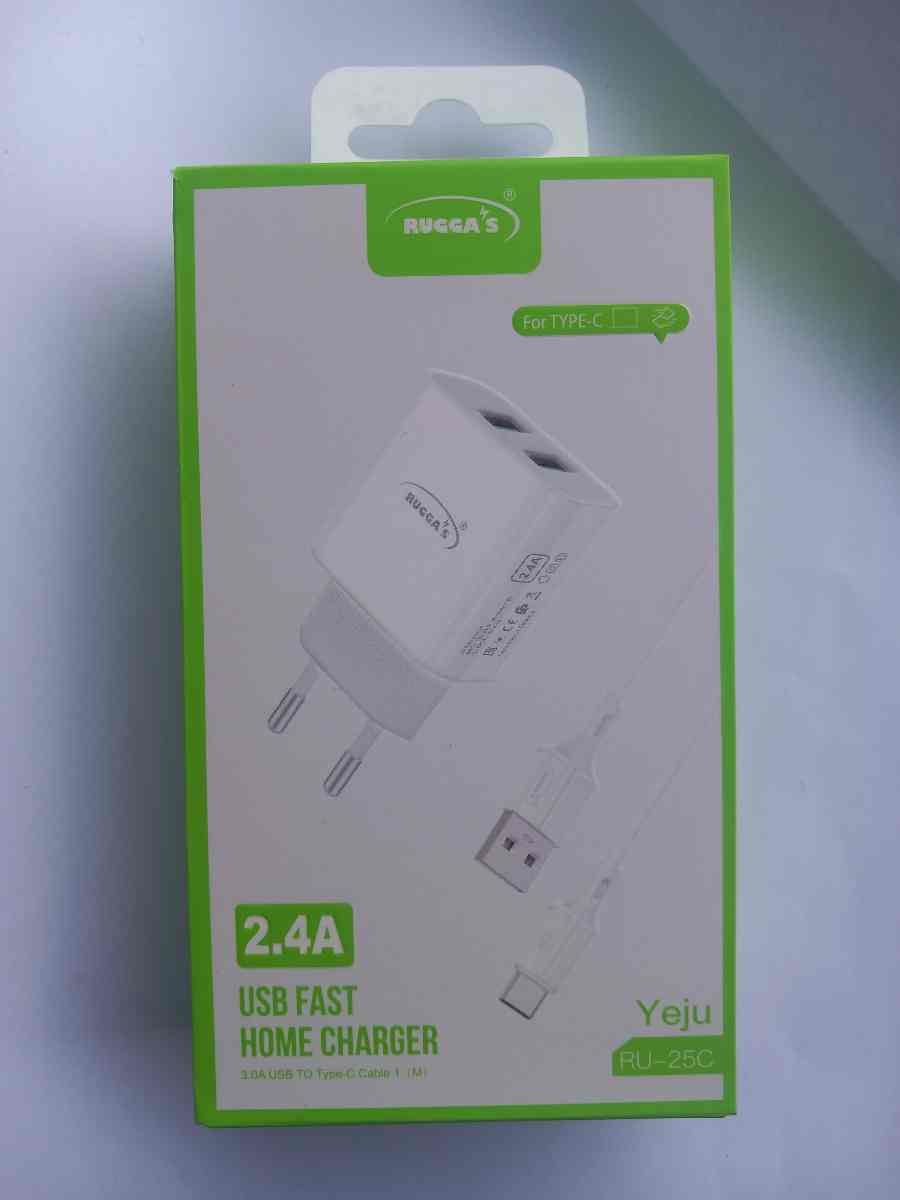 RUGGA'S ®
For TYPE-C
RUGGA'S ®
2.4A
CE
2.4A
USB FAST
HOME CHARGER
3.0A USB TO Type-C Cable 1 (M)
Yeju
RU-25C